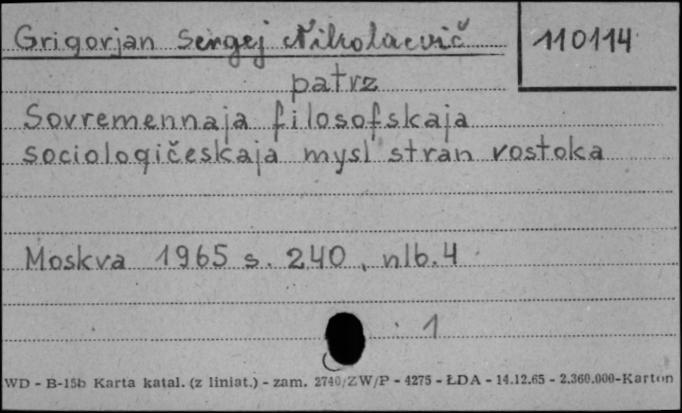 Grigorjan Sergej Nikolaevič 110114
patrz
Sovremennaja filosofskaja
sociologičeskaja mysl' stran vostoka
Moskva 1965 s. 240, nlb. 4
1
WD - B-15b Karta katal. (z liniat.) - zam. 2740/ZW/P - 4275 - ŁDA - 14.12.65 - 2.360.000-Karton